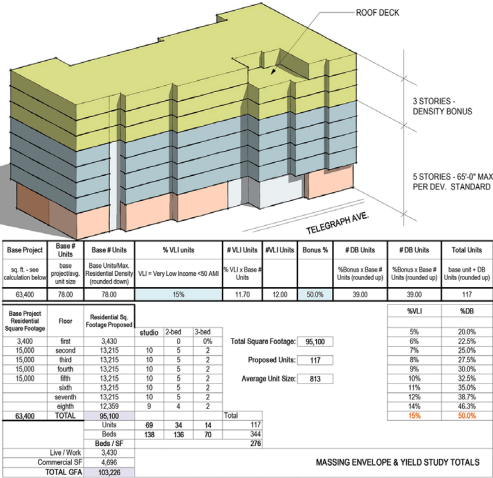 ROOF DECK
3 STORIES -
DENSITY BONUS
5 STORIES - 65'-0" MAX
PER DEV. STANDARD
TELEGRAPH AVE.
Base Project Base # Units Base # Units % VLI units # VLI Units #VLI Units Bonus % # DB Units # DB Units Total Units
sq. ft. - see calculation below base project/avg. unit size Base Units/Max. Residential Density (rounded down) VLI = Very Low Income <50 AMI % VLI x Base # Units %Bonus x Base # Units (rounded up) %Bonus x Base # Units (rounded up) base unit + DB Units (rounded up)
63,400 78.00 78.00 15% 11.70 12.00 50.0% 39.00 39.00 117
Base Project Residential Square Footage Floor Residential Sq. Footage Proposed studio 2-bed 3-bed %VLI %DB
3,400 first 3,430 0 0% Total Square Footage: 95,100 5% 20.0%
15,000 second 13,215 10 5 2 6% 22.5%
15,000 third 13,215 10 5 2 Proposed Units: 117 7% 25.0%
15,000 fourth 13,215 10 5 2 8% 27.5%
15,000 fifth 13,215 10 5 2 Average Unit Size: 813 9% 30.0%
sixth 13,215 10 5 2 10% 32.5%
seventh 13,215 10 5 2 11% 35.0%
eighth 12,359 9 4 2 12% 38.7%
14% 46.3%
63,400 TOTAL 95,100 Total 15% 50.0%
Units 69 34 14 117
Beds 138 136 70 344
Beds / SF 276
Live / Work 3,430
Commercial SF 4,696
TOTAL GFA 103,226
MASSING ENVELOPE & YIELD STUDY TOTALS